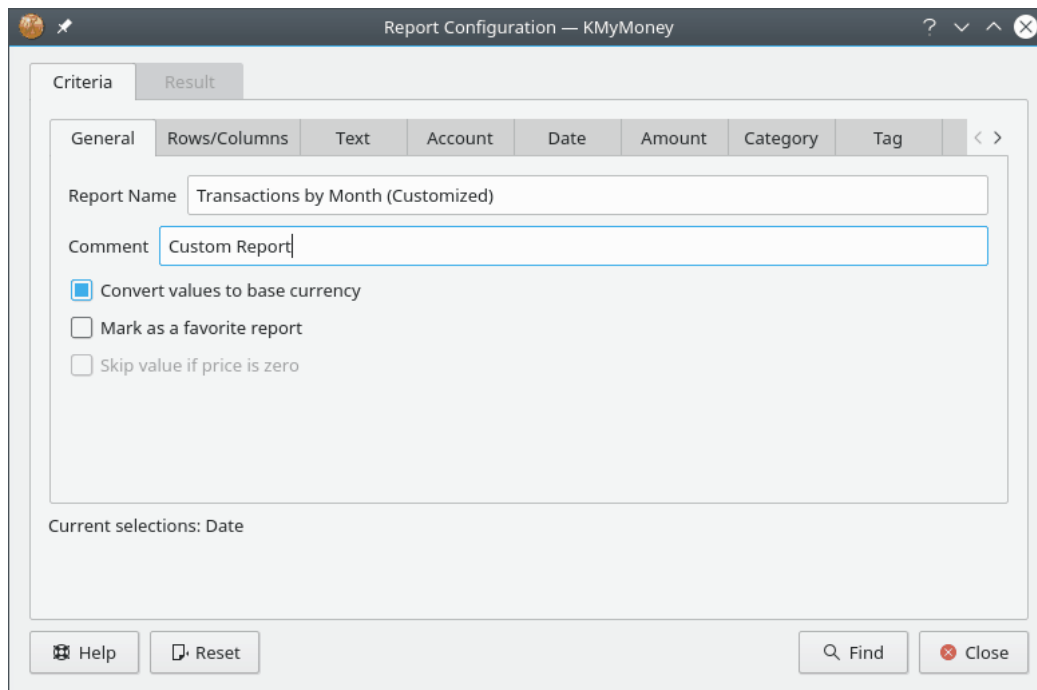 Report Configuration — KMyMoney
Criteria Result
General Rows/Columns Text Account Date Amount Category Tag
Report Name Transactions by Month (Customized)
Comment Custom Report
Convert values to base currency
Mark as a favorite report
Skip value if price is zero
Current selections: Date
Help Reset Find Close